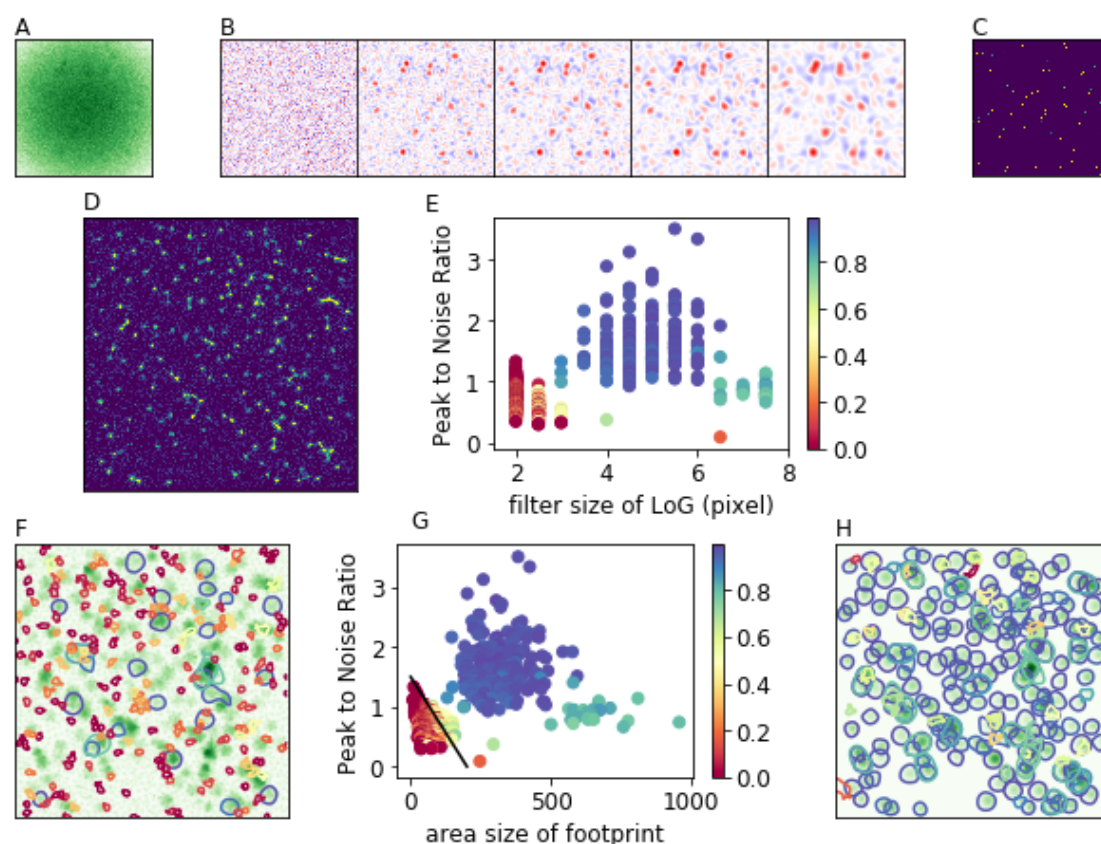 A
B
C
D
E
Peak to Noise Ratio
3
2
1
0
2
4
6
8
filter size of LoG (pixel)
0.8
0.6
0.4
0.2
0.0
F
G
Peak to Noise Ratio
3
2
1
0
0
500
1000
area size of footprint
0.8
0.6
0.4
0.2
0.0
H